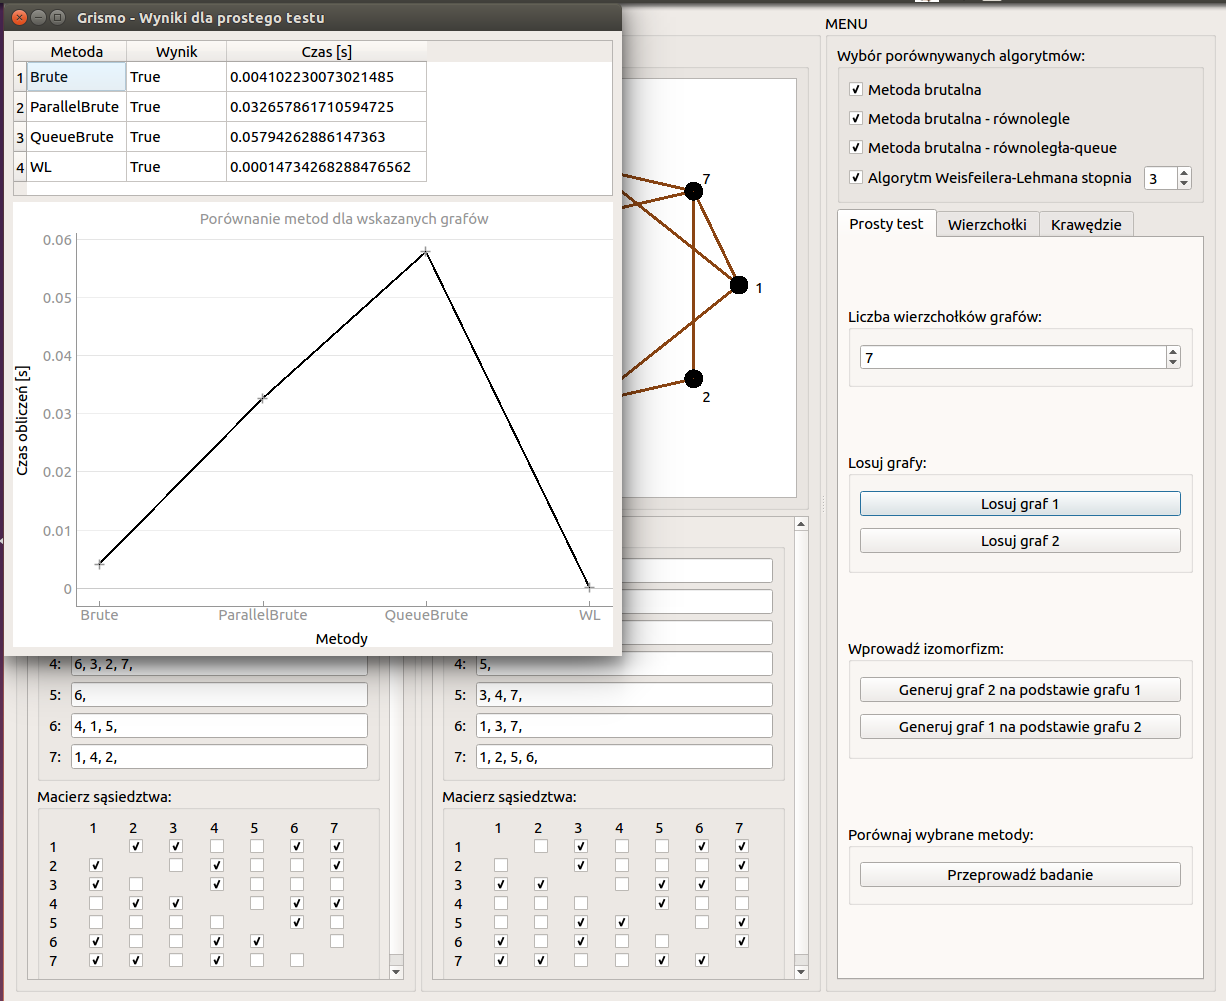 Grismo - Wyniki dla prostego testu
Metoda Wynik Czas [s]
1 Brute True 0.004102230073021485
2 ParallelBrute True 0.032657861710594725
3 QueueBrute True 0.05794262886147363
4 WL True 0.00014734268288476562
Porównanie metod dla wskazanych grafów
0.06
0.05
0.04
0.03
0.02
0.01
0
Czas obliczeń [s]
Brute ParallelBrute QueueBrute WL
Metody
7
1
2
4: 6, 3, 2, 7,
5: 6,
6: 4, 1, 5,
7: 1, 4, 2,
Macierz sąsiedztwa:
1 2 3 4 5 6 7
1
2
3
4
5
6
7
4: 5,
5: 3, 4, 7,
6: 1, 3, 7,
7: 1, 2, 5, 6,
Macierz sąsiedztwa:
1 2 3 4 5 6 7
1
2
3
4
5
6
7
MENU
Wybór porównywanych algorytmów:
Metoda brutalna
Metoda brutalna - równolegle
Metoda brutalna - równoległa-queue
Algorytm Weisfeilera-Lehmana stopnia 3
Prosty test Wierzchołki Krawędzie
Liczba wierzchołków grafów:
7
Losuj grafy:
Losuj graf 1
Losuj graf 2
Wprowadź izomorfizm:
Generuj graf 2 na podstawie grafu 1
Generuj graf 1 na podstawie grafu 2
Porównaj wybrane metody:
Przeprowadź badanie